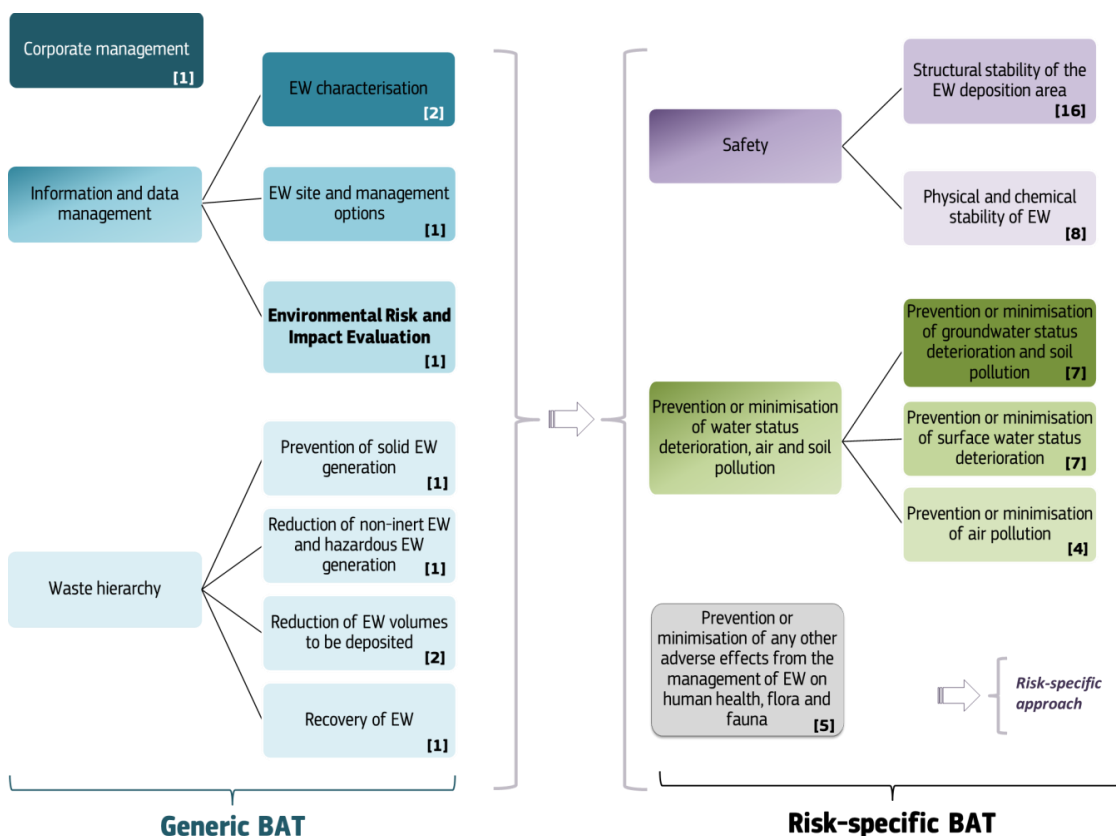 Corporate management
[1]
Information and data
management
EW characterisation
[2]
EW site and management
options
[1]
Environmental Risk and
Impact Evaluation
[1]
Waste hierarchy
Prevention of solid EW
generation
[1]
Reduction of non-inert EW
and hazardous EW
generation
[1]
Reduction of EW volumes
to be deposited
[2]
Recovery of EW
[1]
Generic BAT
Safety
Structural stability of the
EW deposition area
[16]
Physical and chemical
stability of EW
[8]
Prevention or minimisation
of water status
deterioration, air and soil
pollution
Prevention or minimisation
of groundwater status
deterioration and soil
pollution
[7]
Prevention or minimisation
of surface water status
deterioration
[7]
Prevention or minimisation
of air pollution
[4]
Prevention or
minimisation of any other
adverse effects from the
management of EW on
human health, flora and
fauna
[5]
Risk-specific
approach
Risk-specific BAT